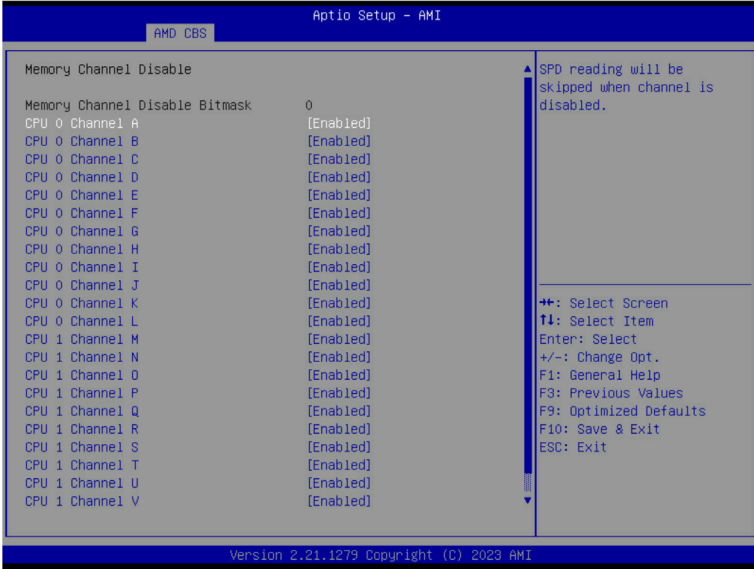 Aptio Setup – AMI
AMD CBS
Memory Channel Disable
Memory Channel Disable Bitmask 0
CPU 0 Channel A [Enabled]
CPU 0 Channel B [Enabled]
CPU 0 Channel C [Enabled]
CPU 0 Channel D [Enabled]
CPU 0 Channel E [Enabled]
CPU 0 Channel F [Enabled]
CPU 0 Channel G [Enabled]
CPU 0 Channel H [Enabled]
CPU 0 Channel I [Enabled]
CPU 0 Channel J [Enabled]
CPU 0 Channel K [Enabled]
CPU 0 Channel L [Enabled]
CPU 1 Channel M [Enabled]
CPU 1 Channel N [Enabled]
CPU 1 Channel O [Enabled]
CPU 1 Channel P [Enabled]
CPU 1 Channel Q [Enabled]
CPU 1 Channel R [Enabled]
CPU 1 Channel S [Enabled]
CPU 1 Channel T [Enabled]
CPU 1 Channel U [Enabled]
CPU 1 Channel V [Enabled]
SPD reading will be
skipped when channel is
disabled.
→←: Select Screen
↑↓: Select Item
Enter: Select
+/-: Change Opt.
F1: General Help
F3: Previous Values
F9: Optimized Defaults
F10: Save & Exit
ESC: Exit
Version 2.21.1279 Copyright (C) 2023 AMI